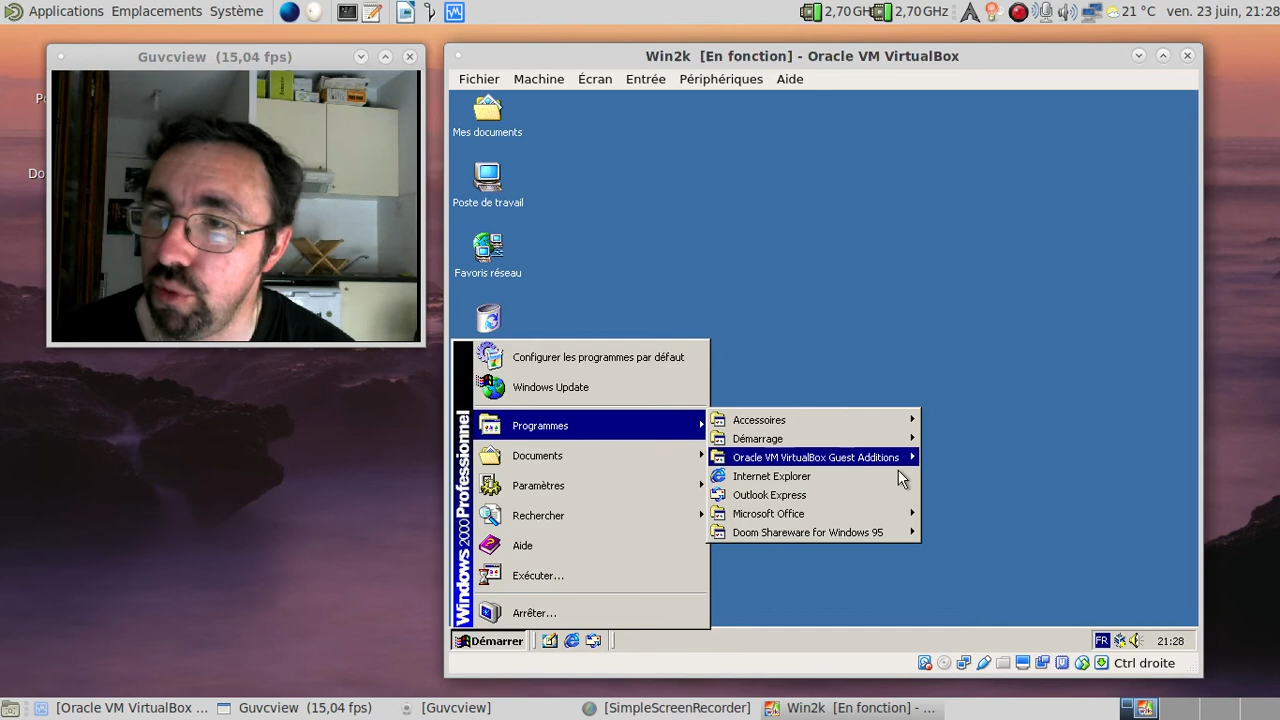 Applications Emplacements Système
2,70 GHz 2,70 GHz 21 °C ven. 23 juin, 21:28
Guvcview (15,04 fps)
Win2k [En fonction] - Oracle VM VirtualBox
Fichier Machine Écran Entrée Périphériques Aide
Mes documents
Poste de travail
Favoris réseau
Configurer les programmes par défaut
Windows Update
Programmes
Documents
Paramètres
Rechercher
Aide
Exécuter...
Arrêter...
Windows 2000 Professionnel
Accessoires
Démarrage
Oracle VM VirtualBox Guest Additions
Internet Explorer
Outlook Express
Microsoft Office
Doom Shareware for Windows 95
Démarrer
FR 21:28
Ctrl droite
[Oracle VM VirtualBox ... Guvcview (15,04 fps) [Guvcview] [SimpleScreenRecorder] Win2k [En fonction] - ...